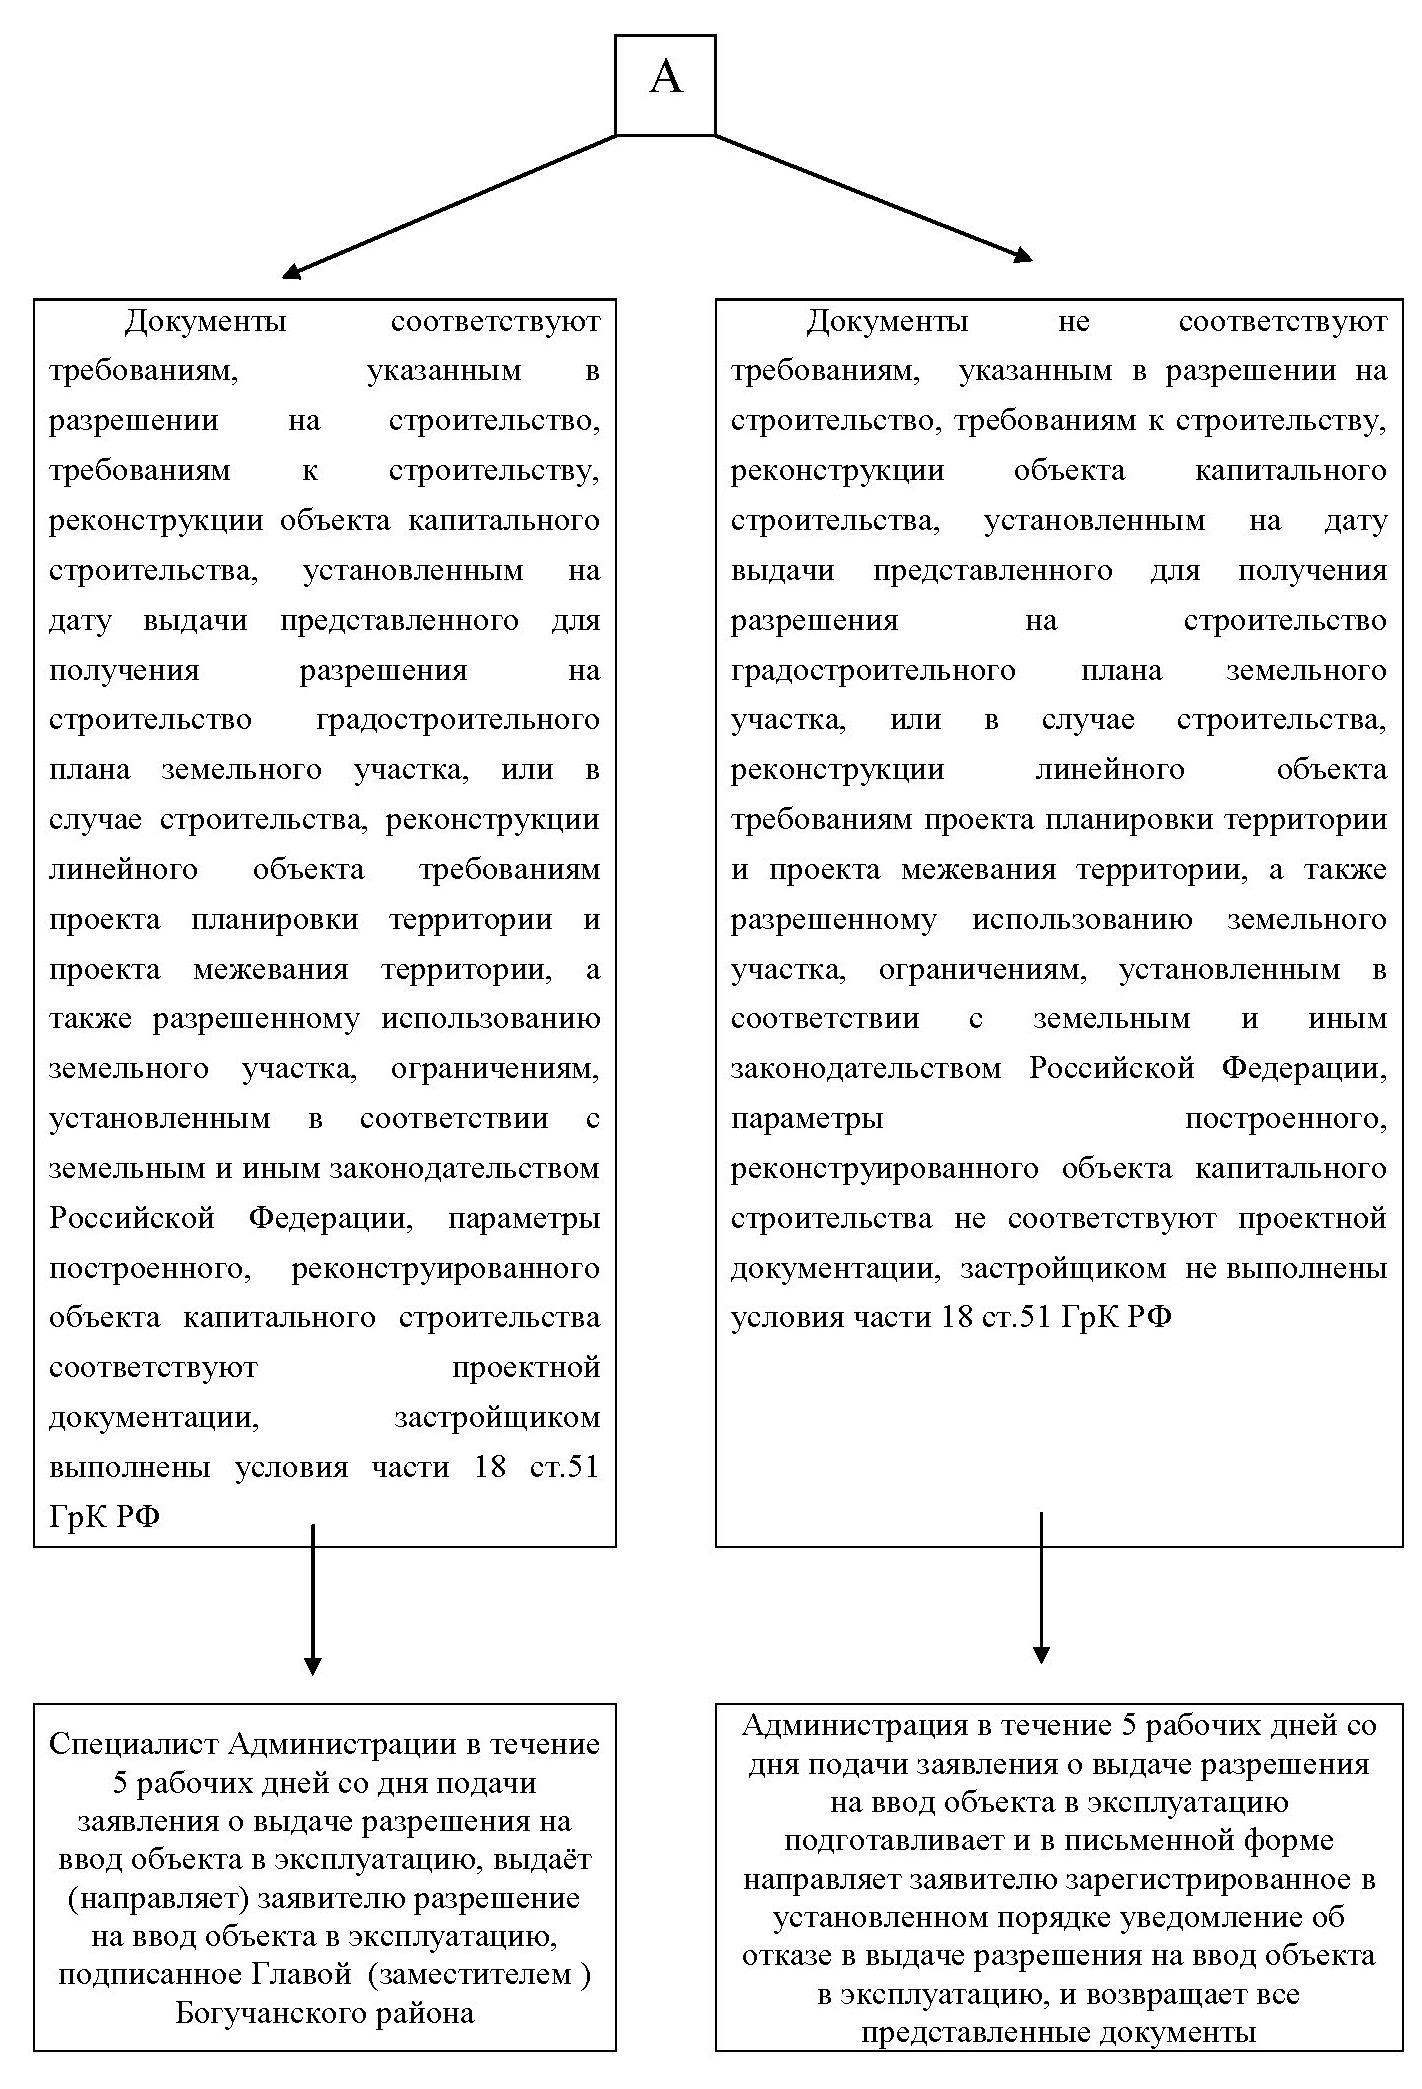 А
Документы соответствуют
требованиям, указанным в
разрешении на строительство,
требованиям к строительству,
реконструкции объекта капитального
строительства, установленным на
дату выдачи представленного для
получения разрешения на
строительство градостроительного
плана земельного участка, или в
случае строительства, реконструкции
линейного объекта требованиям
проекта планировки территории и
проекта межевания территории, а
также разрешенному использованию
земельного участка, ограничениям,
установленным в соответствии с
земельным и иным законодательством
Российской Федерации, параметры
построенного, реконструированного
объекта капитального строительства
соответствуют проектной
документации, застройщиком
выполнены условия части 18 ст.51
ГрК РФ
Документы не соответствуют
требованиям, указанным в разрешении на
строительство, требованиям к строительству,
реконструкции объекта капитального
строительства, установленным на дату
выдачи представленного для получения
разрешения на строительство
градостроительного плана земельного
участка, или в случае строительства,
реконструкции линейного объекта
требованиям проекта планировки территории
и проекта межевания территории, а также
разрешенному использованию земельного
участка, ограничениям, установленным в
соответствии с земельным и иным
законодательством Российской Федерации,
параметры построенного,
реконструированного объекта капитального
строительства не соответствуют проектной
документации, застройщиком не выполнены
условия части 18 ст.51 ГрК РФ
Специалист Администрации в течение
5 рабочих дней со дня подачи
заявления о выдаче разрешения на
ввод объекта в эксплуатацию, выдаёт
(направляет) заявителю разрешение
на ввод объекта в эксплуатацию,
подписанное Главой (заместителем )
Богучанского района
Администрация в течение 5 рабочих дней со
дня подачи заявления о выдаче разрешения
на ввод объекта в эксплуатацию
подготавливает и в письменной форме
направляет заявителю зарегистрированное в
установленном порядке уведомление об
отказе в выдаче разрешения на ввод объекта
в эксплуатацию, и возвращает все
представленные документы